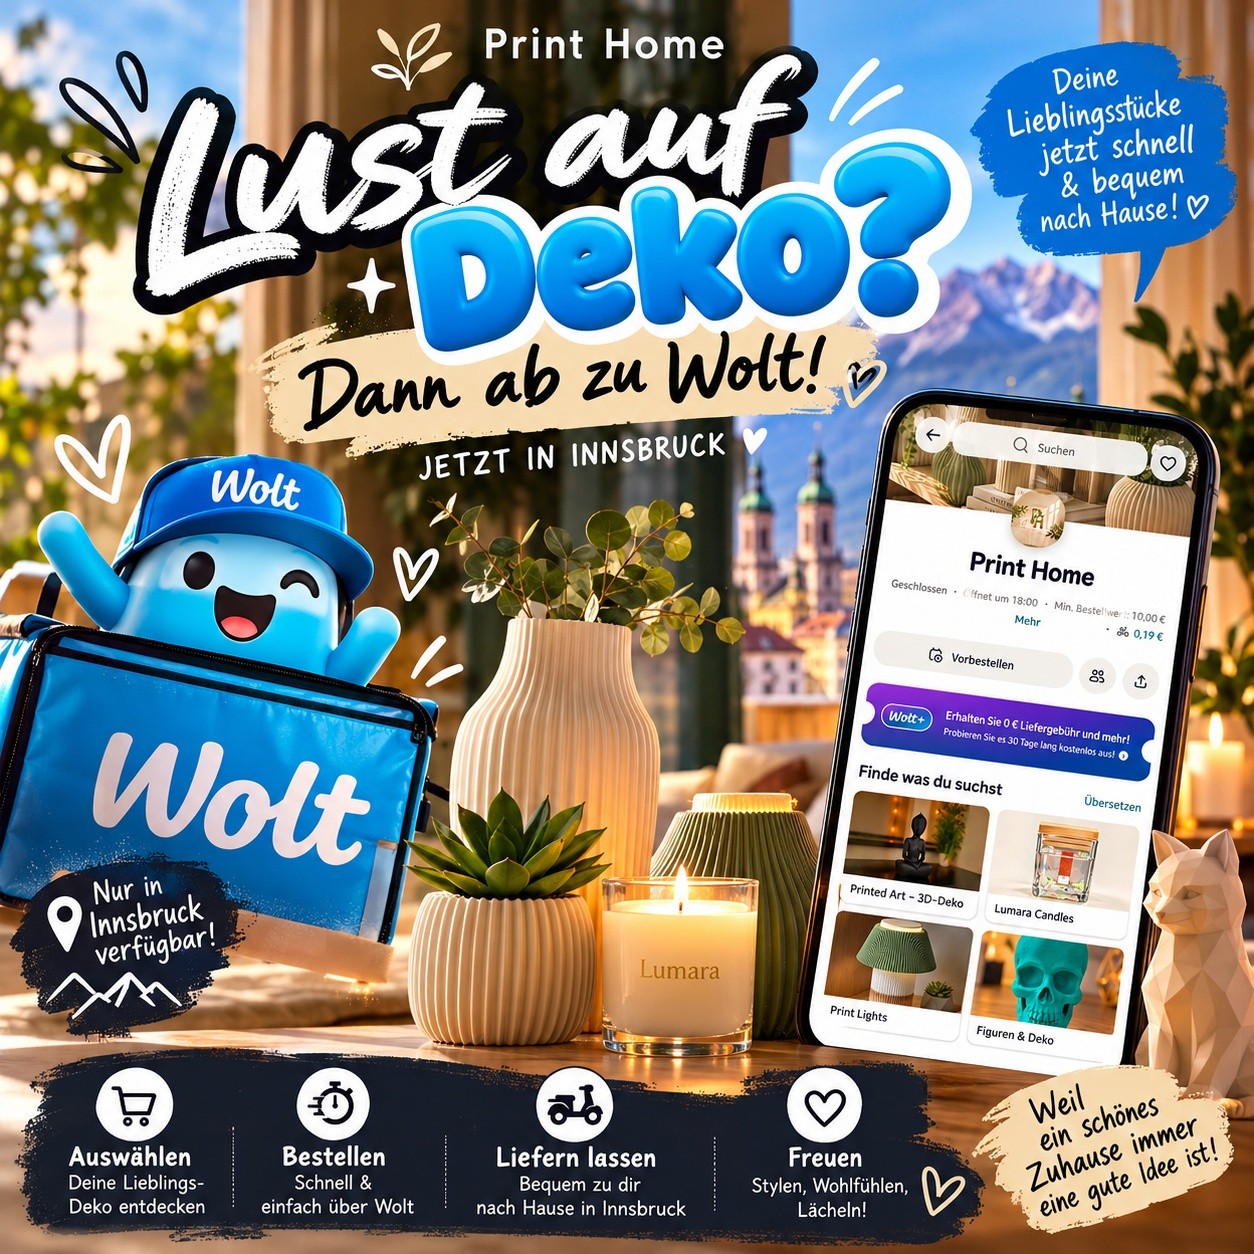 Print Home
Lust auf
Deko?
Dann ab zu Wolt!
JETZT IN INNSBRUCK
Deine
Lieblingsstücke
jetzt schnell
& bequem
nach Hause!
Wolt
Wolt
Nur in
Innsbruck
verfügbar!
Lumara
Suchen
Print Home
Geschlossen · Öffnet um 18:00 · Min. Bestellwert: 10,00 €
Mehr · 0,19 €
Vorbestellen
Wolt+
Erhalten Sie 0 € Liefergebühr und mehr!
Probieren Sie es 30 Tage lang kostenlos aus!
Finde was du suchst
Übersetzen
Printed Art – 3D-Deko
Lumara Candles
Print Lights
Figuren & Deko
Auswählen
Deine Lieblings-
Deko entdecken
Bestellen
Schnell &
einfach über Wolt
Liefern lassen
Bequem zu dir
nach Hause in Innsbruck
Freuen
Stylen, Wohlfühlen,
Lächeln!
Weil
ein schönes
Zuhause immer
eine gute Idee ist!